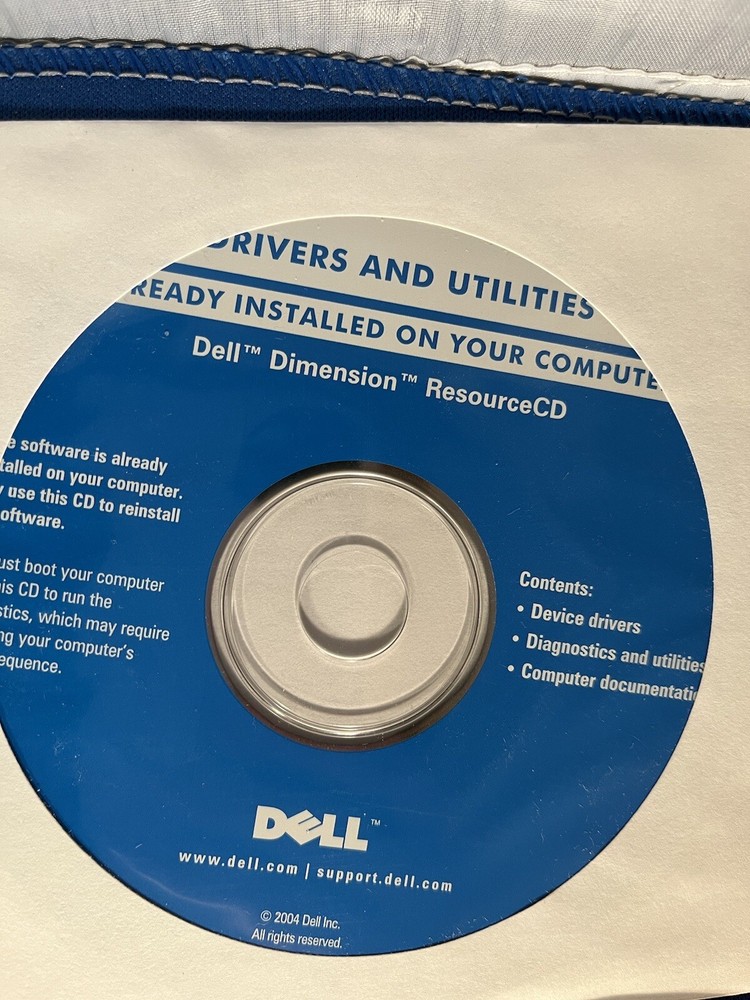 DRIVERS AND UTILITIES
READY INSTALLED ON YOUR COMPUTE
Dell™ Dimension™ ResourceCD
e software is already
talled on your computer.
y use this CD to reinstall
oftware.
ust boot your computer
is CD to run the
stics, which may require
ng your computer's
equence.
Contents:
• Device drivers
• Diagnostics and utilities
• Computer documentati
DELL™
www.dell.com | support.dell.com
© 2004 Dell Inc.
All rights reserved.